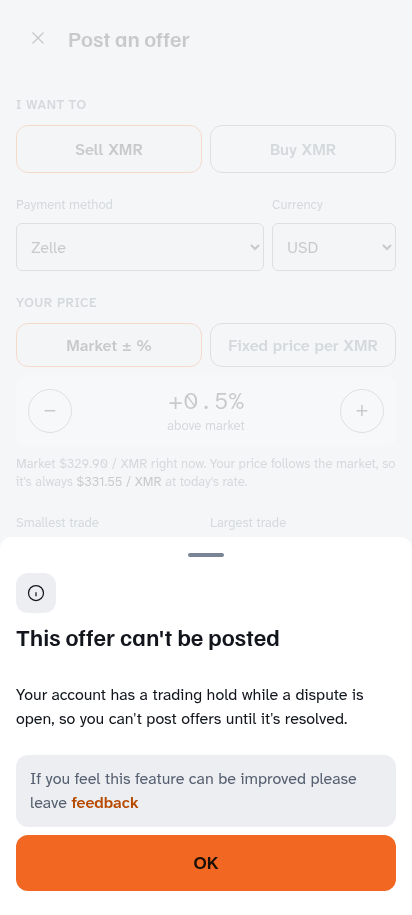 Post an offer
I WANT TO
Sell XMR
Buy XMR
Payment method
Currency
Zelle
USD
YOUR PRICE
Market ± %
Fixed price per XMR
−
+0.5%
+
above market
Market $329.90 / XMR right now. Your price follows the market, so
it's always $331.55 / XMR at today's rate.
Smallest trade
Largest trade
This offer can't be posted
Your account has a trading hold while a dispute is
open, so you can't post offers until it's resolved.
If you feel this feature can be improved please
leave feedback
OK